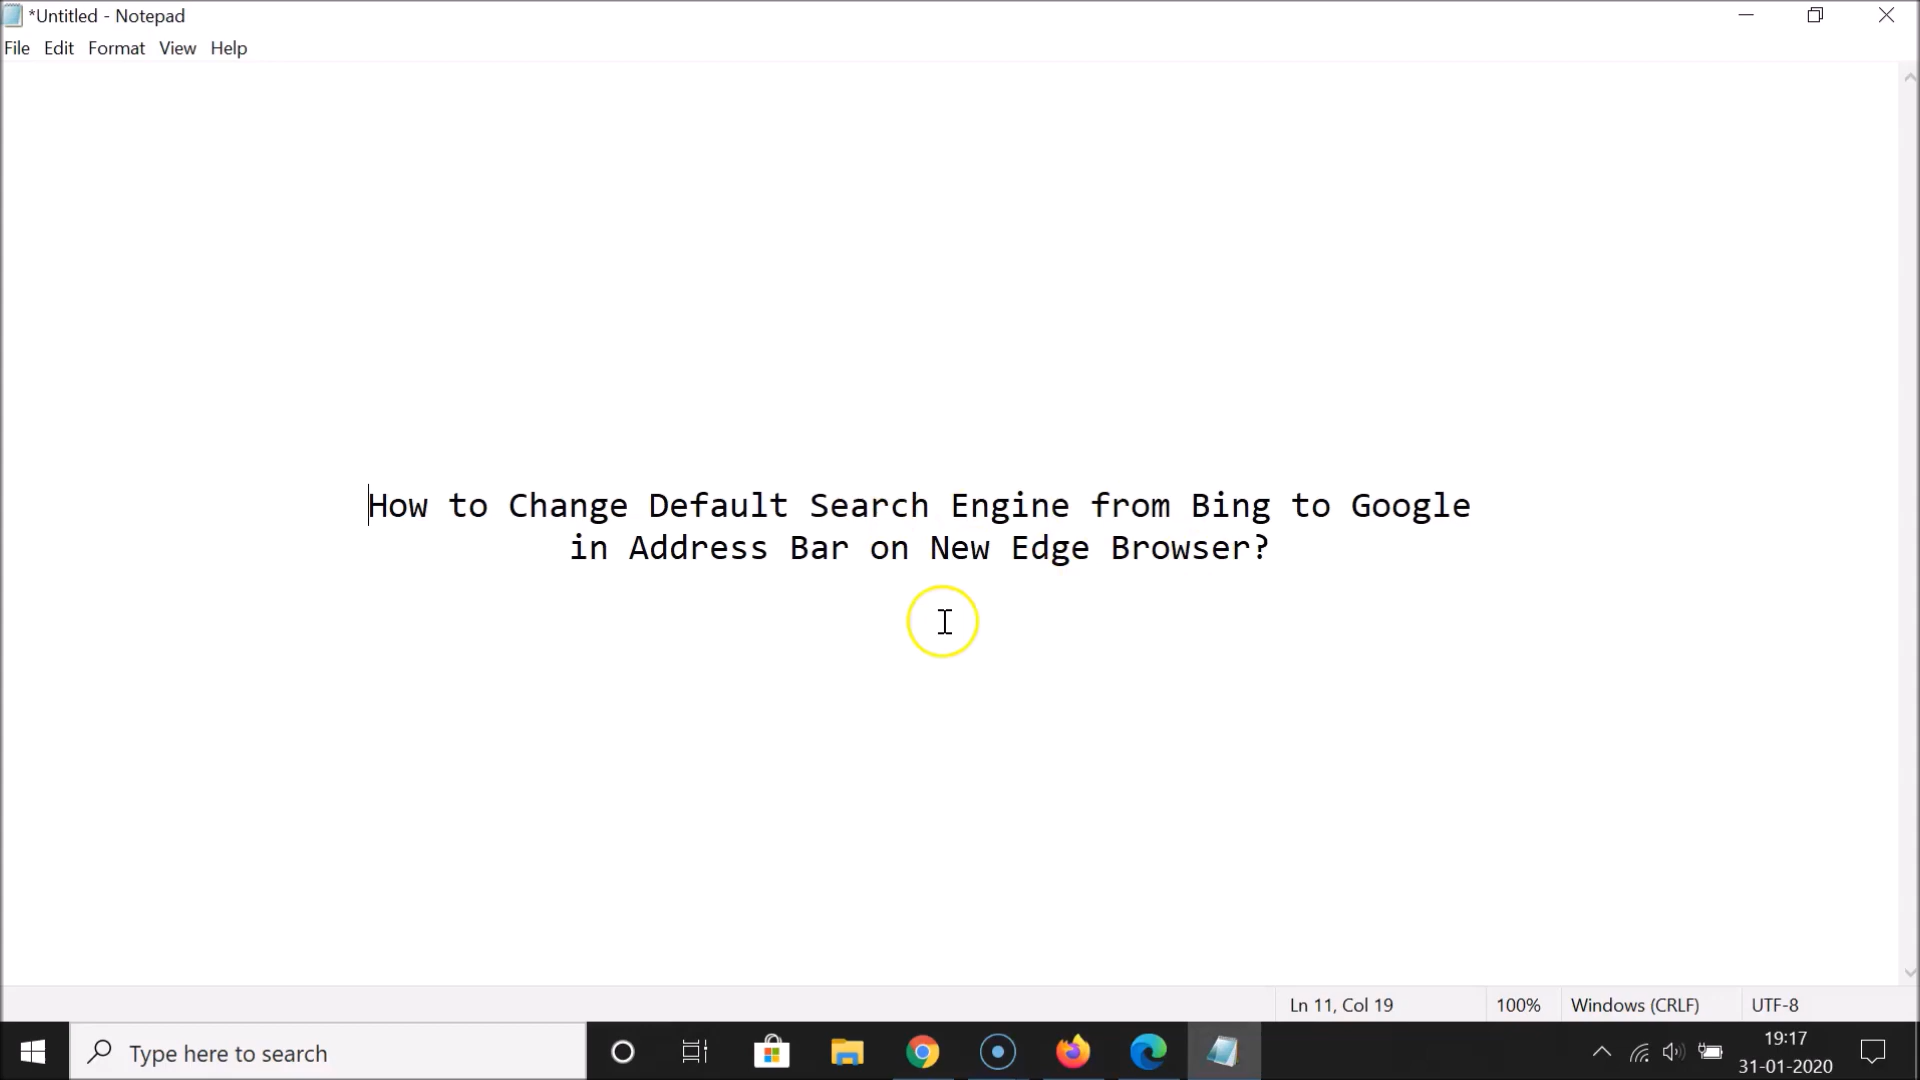 *Untitled - Notepad
File Edit Format View Help
How to Change Default Search Engine from Bing to Google
in Address Bar on New Edge Browser?
Ln 11, Col 19 100% Windows (CRLF) UTF-8
Type here to search
19:17
31-01-2020